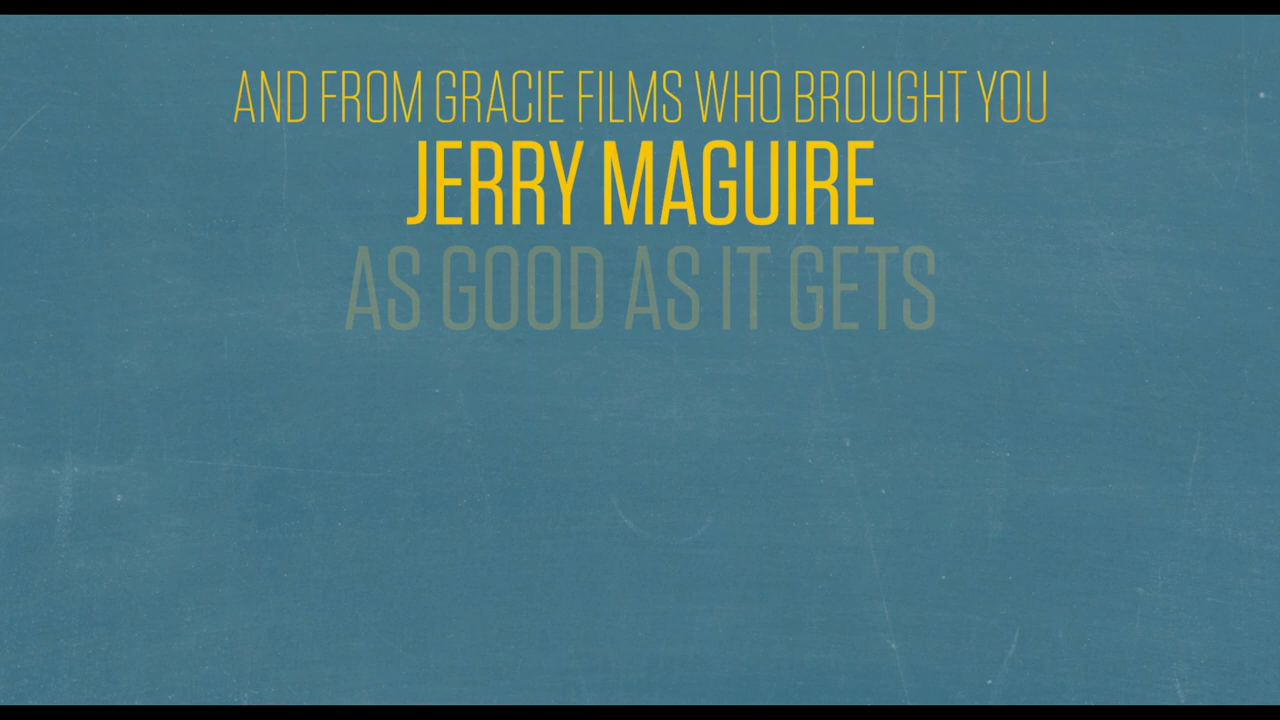 AND FROM GRACIE FILMS WHO BROUGHT YOU
JERRY MAGUIRE
AS GOOD AS IT GETS